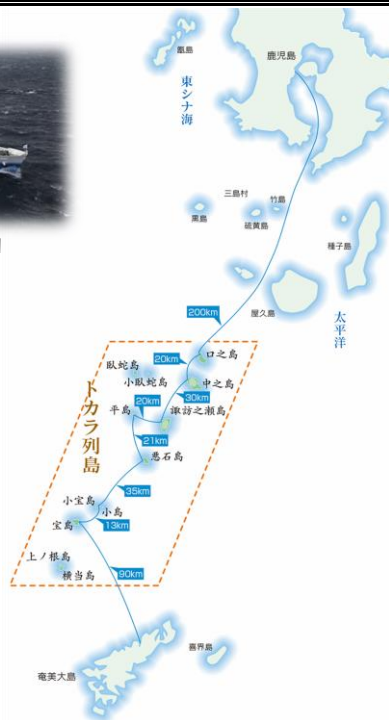 鹿児島
甑島
東シナ海
三島村
竹島
黒島
硫黄島
種子島
屋久島
太平洋
200km
口之島
20km
臥蛇島
小臥蛇島
中之島
30km
20km
平島
諏訪之瀬島
トカラ列島
21km
悪石島
35km
小宝島
小島
宝島
13km
上ノ根島
横当島
90km
喜界島
奄美大島